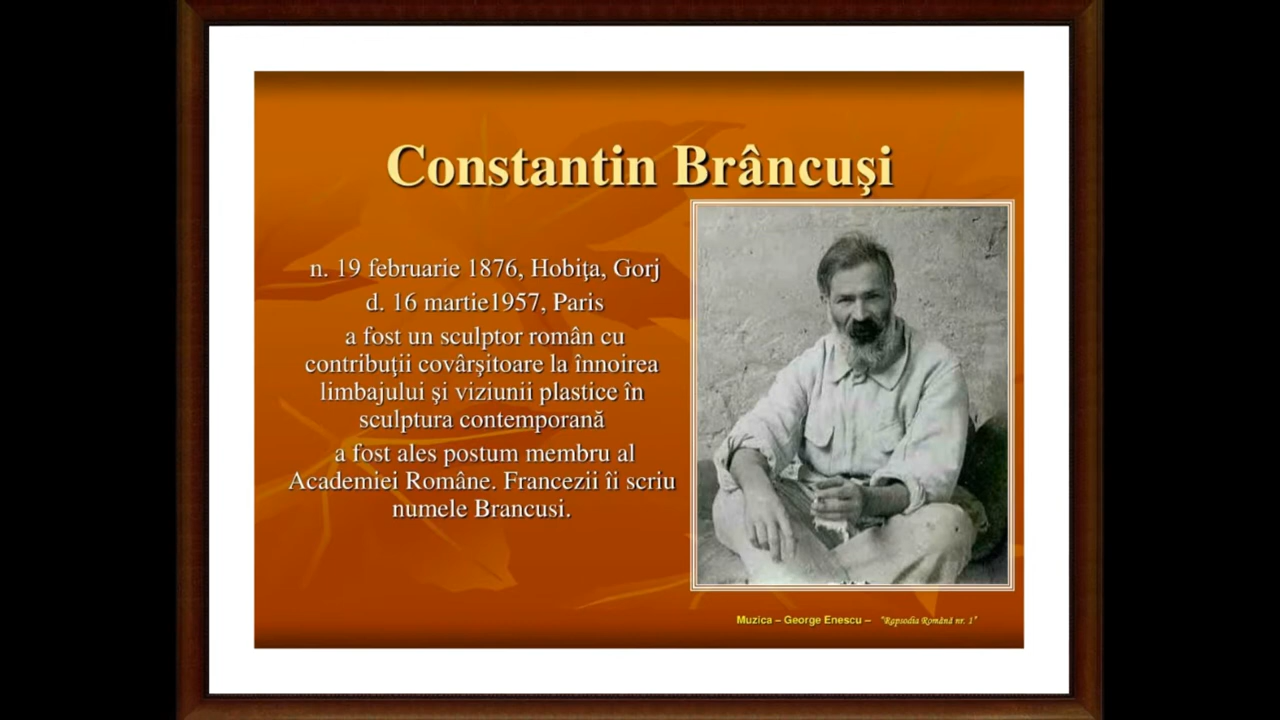 Constantin Brâncuşi
n. 19 februarie 1876, Hobiţa, Gorj
d. 16 martie1957, Paris
a fost un sculptor român cu
contribuţii covârşitoare la înnoirea
limbajului şi viziunii plastice în
sculptura contemporană
a fost ales postum membru al
Academiei Române. Francezii îi scriu
numele Brancusi.
Muzica – George Enescu – "Rapsodia Română nr. 1"